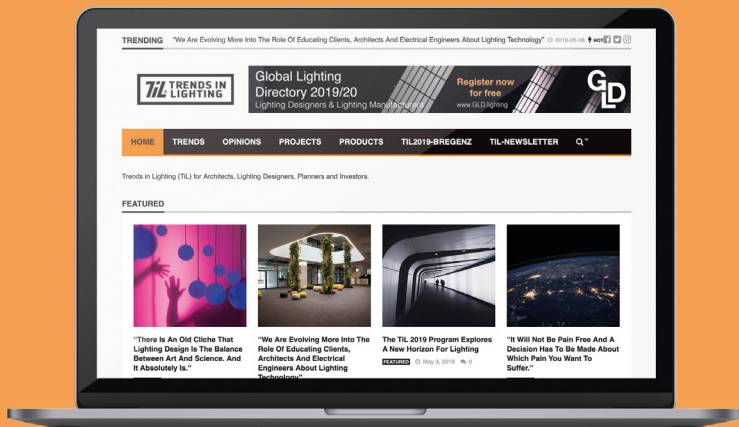 TRENDING "We Are Evolving More Into The Role Of Educating Clients, Architects And Electrical Engineers About Lighting Technology" 2019-05-06 HOT
TiL TRENDS IN
LIGHTING
Global Lighting
Directory 2019/20
Lighting Designers & Lighting Manufacturers
Register now
for free
www.GLD.lighting
GLD
HOME TRENDS OPINIONS PROJECTS PRODUCTS TIL2019-BREGENZ TIL-NEWSLETTER
Trends in Lighting (TiL) for Architects, Lighting Designers, Planners and Investors.
FEATURED
"There Is An Old Cliche That
Lighting Design Is The Balance
Between Art And Science. And
It Absolutely Is."
"We Are Evolving More Into The
Role Of Educating Clients,
Architects And Electrical
Engineers About Lighting
Technology"
The TiL 2019 Program Explores
A New Horizon For Lighting
FEATURED May 3, 2019 0
"It Will Not Be Pain Free And A
Decision Has To Be Made About
Which Pain You Want To
Suffer."